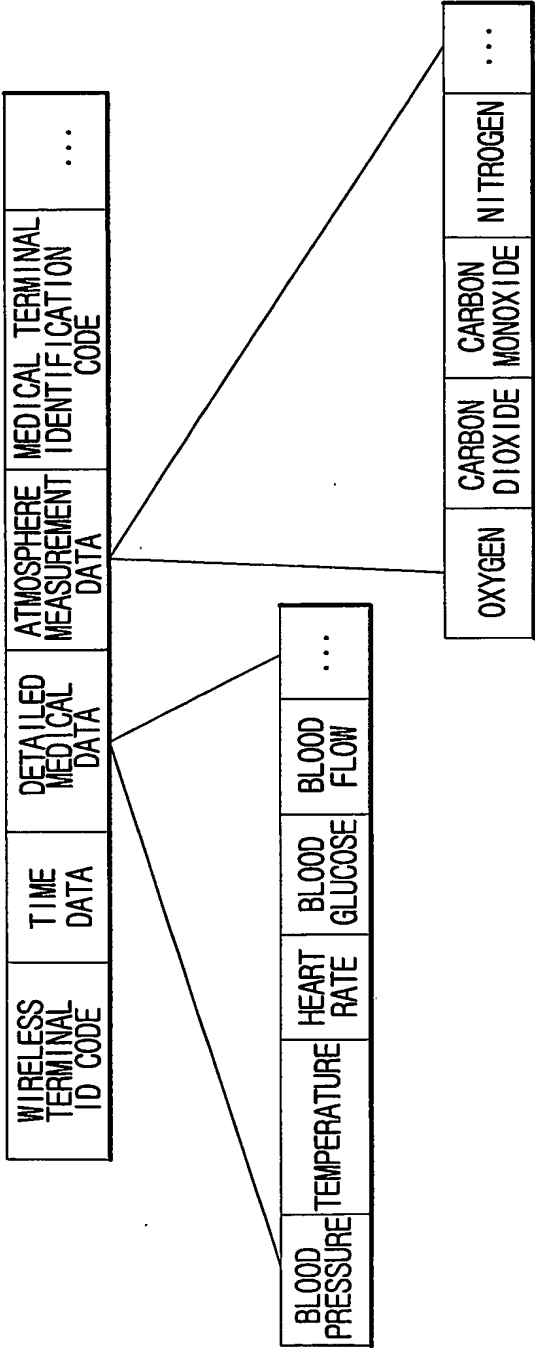 WIRELESS
TERMINAL
ID CODE
TIME
DATA
DETAILED
MEDICAL
DATA
ATMOSPHERE
MEASUREMENT
DATA
MEDICAL TERMINAL
IDENTIFICATION
CODE
...
BLOOD
PRESSURE
TEMPERATURE
HEART
RATE
BLOOD
GLUCOSE
BLOOD
FLOW
...
OXYGEN
CARBON
DIOXIDE
CARBON
MONOXIDE
NITROGEN
...